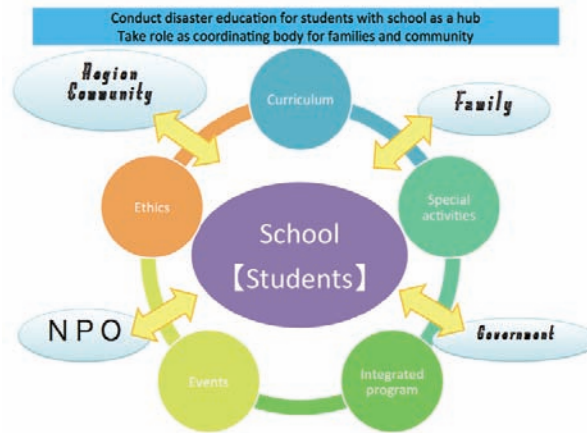 Conduct disaster education for students with school as a hub
Take role as coordinating body for families and community
Region
Community
Curriculum
Family
Ethics
Special
activities
School
【Students】
NPO
Government
Events
Integrated
program